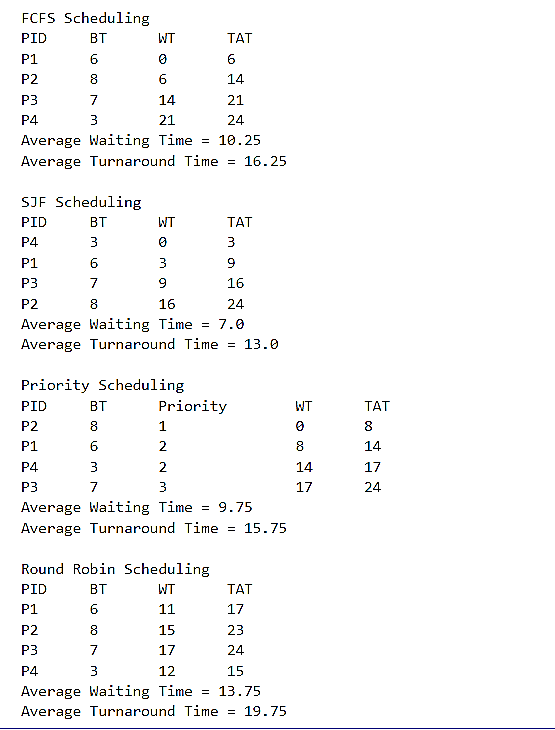 FCFS Scheduling
PID BT WT TAT
P1 6 0 6
P2 8 6 14
P3 7 14 21
P4 3 21 24
Average Waiting Time = 10.25
Average Turnaround Time = 16.25
SJF Scheduling
PID BT WT TAT
P4 3 0 3
P1 6 3 9
P3 7 9 16
P2 8 16 24
Average Waiting Time = 7.0
Average Turnaround Time = 13.0
Priority Scheduling
PID BT Priority WT TAT
P2 8 1 0 8
P1 6 2 8 14
P4 3 2 14 17
P3 7 3 17 24
Average Waiting Time = 9.75
Average Turnaround Time = 15.75
Round Robin Scheduling
PID BT WT TAT
P1 6 11 17
P2 8 15 23
P3 7 17 24
P4 3 12 15
Average Waiting Time = 13.75
Average Turnaround Time = 19.75